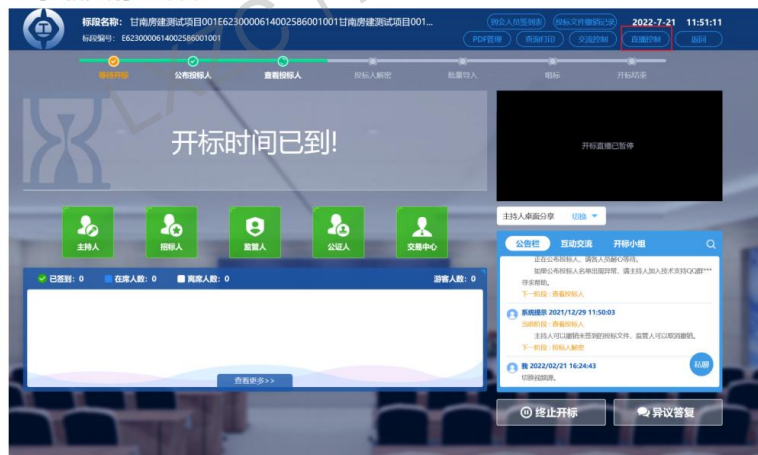 标段名称： 甘南房建测试项目001E6230000614002586001001甘南房建测试项目001...
投标文件撤销记录
2022-7-21 11:51:11
标段编号： E6230000614002586001001
PDF管理 查询打印 交流控制 直播控制 返回
等待开标 公布投标人 查看投标人 投标人解密 批量导入 唱标 开标结束
开标时间已到!
开标直播已暂停
主持人 招标人 监管人 公证人 交易中心
主持人桌面分享 切换
公告栏 互动交流 开标小组
正在公布投标人，请各人员耐心等待。
如果公布投标人名单出现异常，请主持人加入技术支持QQ群***
寻求帮助。
下一阶段 : 查看投标人
系统提示 2021/12/29 11:50:03
当前阶段 : 查看投标人
主持人可以撤销未签到的投标文件，监管人可以取消撤销。
下一阶段 : 投标人解密
我 2022/02/21 16:24:43
切换视频源。
私聊
已签到： 0 在席人数： 0 离席人数： 0 游客人数： 0
查看更多>>
终止开标 异议答复